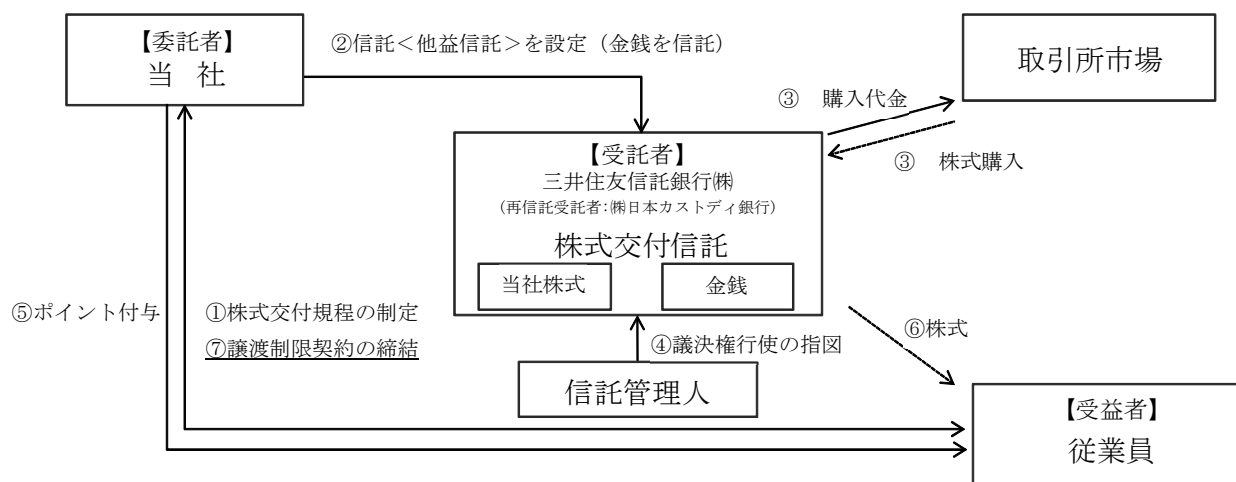 【委託者】
当 社
②信託＜他益信託＞を設定（金銭を信託）
取引所市場
③ 購入代金
③ 株式購入
【受託者】
三井住友信託銀行㈱
（再信託受託者：㈱日本カストディ銀行）
株式交付信託
当社株式
金銭
⑤ポイント付与
①株式交付規程の制定
⑦譲渡制限契約の締結
④議決権行使の指図
⑥株式
信託管理人
【受益者】
従業員